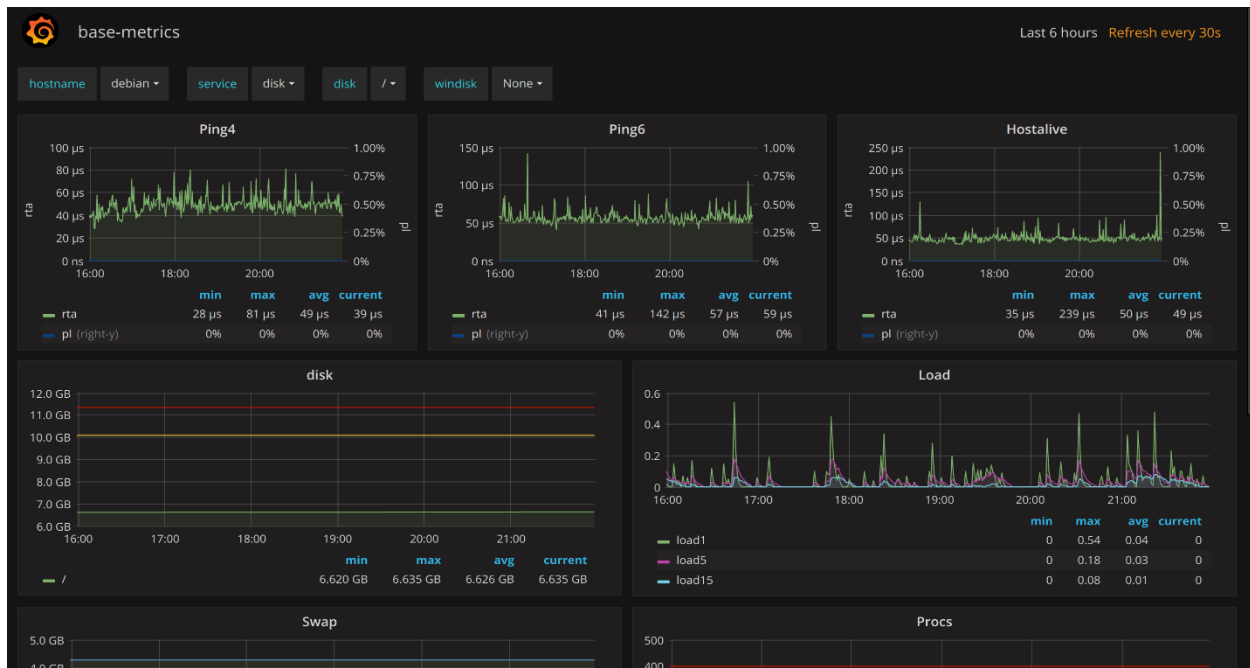 base-metrics
Last 6 hours Refresh every 30s
hostname debian service disk disk / windisk None
Ping4
100 µs
80 µs
60 µs
40 µs
20 µs
0 ns
rta
1.00%
0.75%
0.50%
0.25%
0%
pl
16:00 18:00 20:00
min max avg current
rta 28 µs 81 µs 49 µs 39 µs
pl (right-y) 0% 0% 0% 0%
Ping6
150 µs
100 µs
50 µs
0 ns
rta
1.00%
0.75%
0.50%
0.25%
0%
pl
16:00 18:00 20:00
min max avg current
rta 41 µs 142 µs 57 µs 59 µs
pl (right-y) 0% 0% 0% 0%
Hostalive
250 µs
200 µs
150 µs
100 µs
50 µs
0 ns
rta
1.00%
0.75%
0.50%
0.25%
0%
pl
16:00 18:00 20:00
min max avg current
rta 35 µs 239 µs 50 µs 49 µs
pl (right-y) 0% 0% 0% 0%
disk
12.0 GB
11.0 GB
10.0 GB
9.0 GB
8.0 GB
7.0 GB
6.0 GB
16:00 17:00 18:00 19:00 20:00 21:00
min max avg current
/ 6.620 GB 6.635 GB 6.626 GB 6.635 GB
Load
0.6
0.4
0.2
0
16:00 17:00 18:00 19:00 20:00 21:00
min max avg current
load1 0 0.54 0.04 0
load5 0 0.18 0.03 0
load15 0 0.08 0.01 0
Swap
5.0 GB
4.0 GB
Procs
500
400